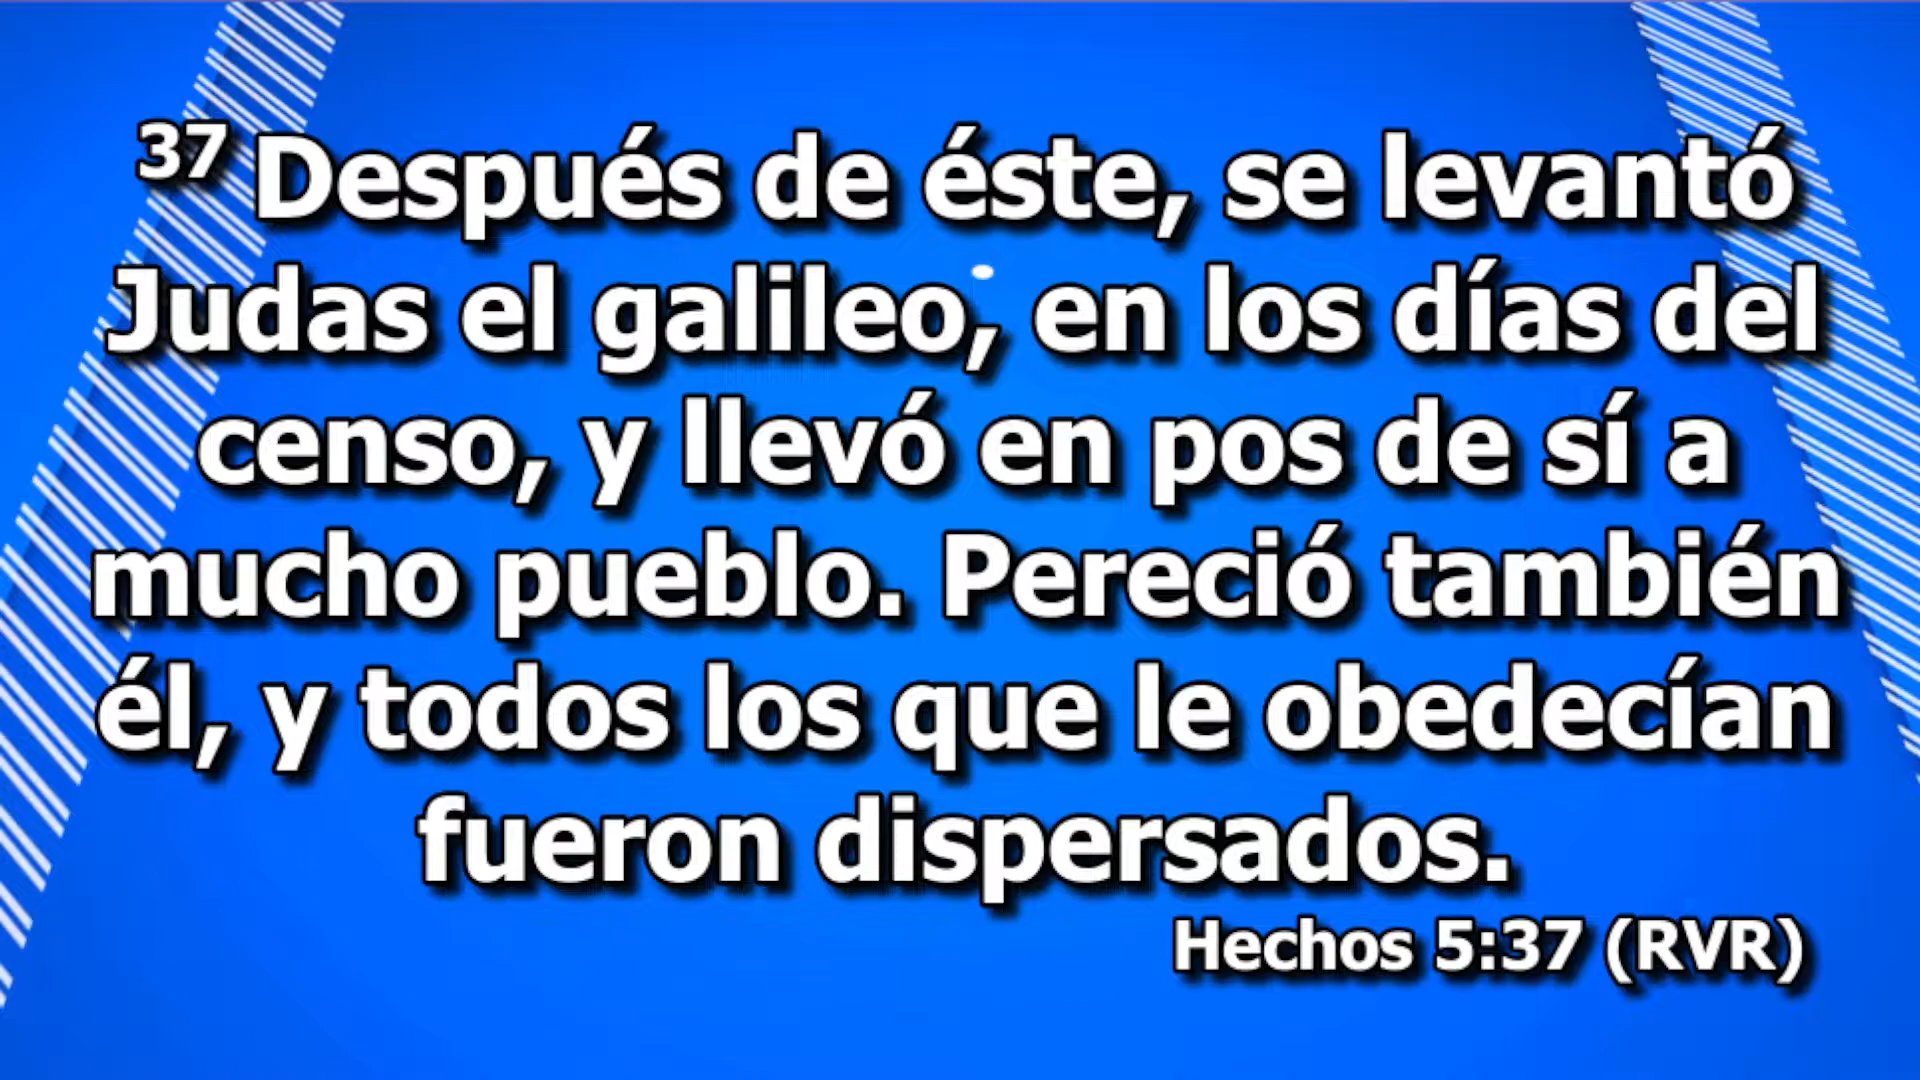 37 Después de éste, se levantó
Judas el galileo, en los días del
censo, y llevó en pos de sí a
mucho pueblo. Pereció también
él, y todos los que le obedecían
fueron dispersados.
Hechos 5:37 (RVR)